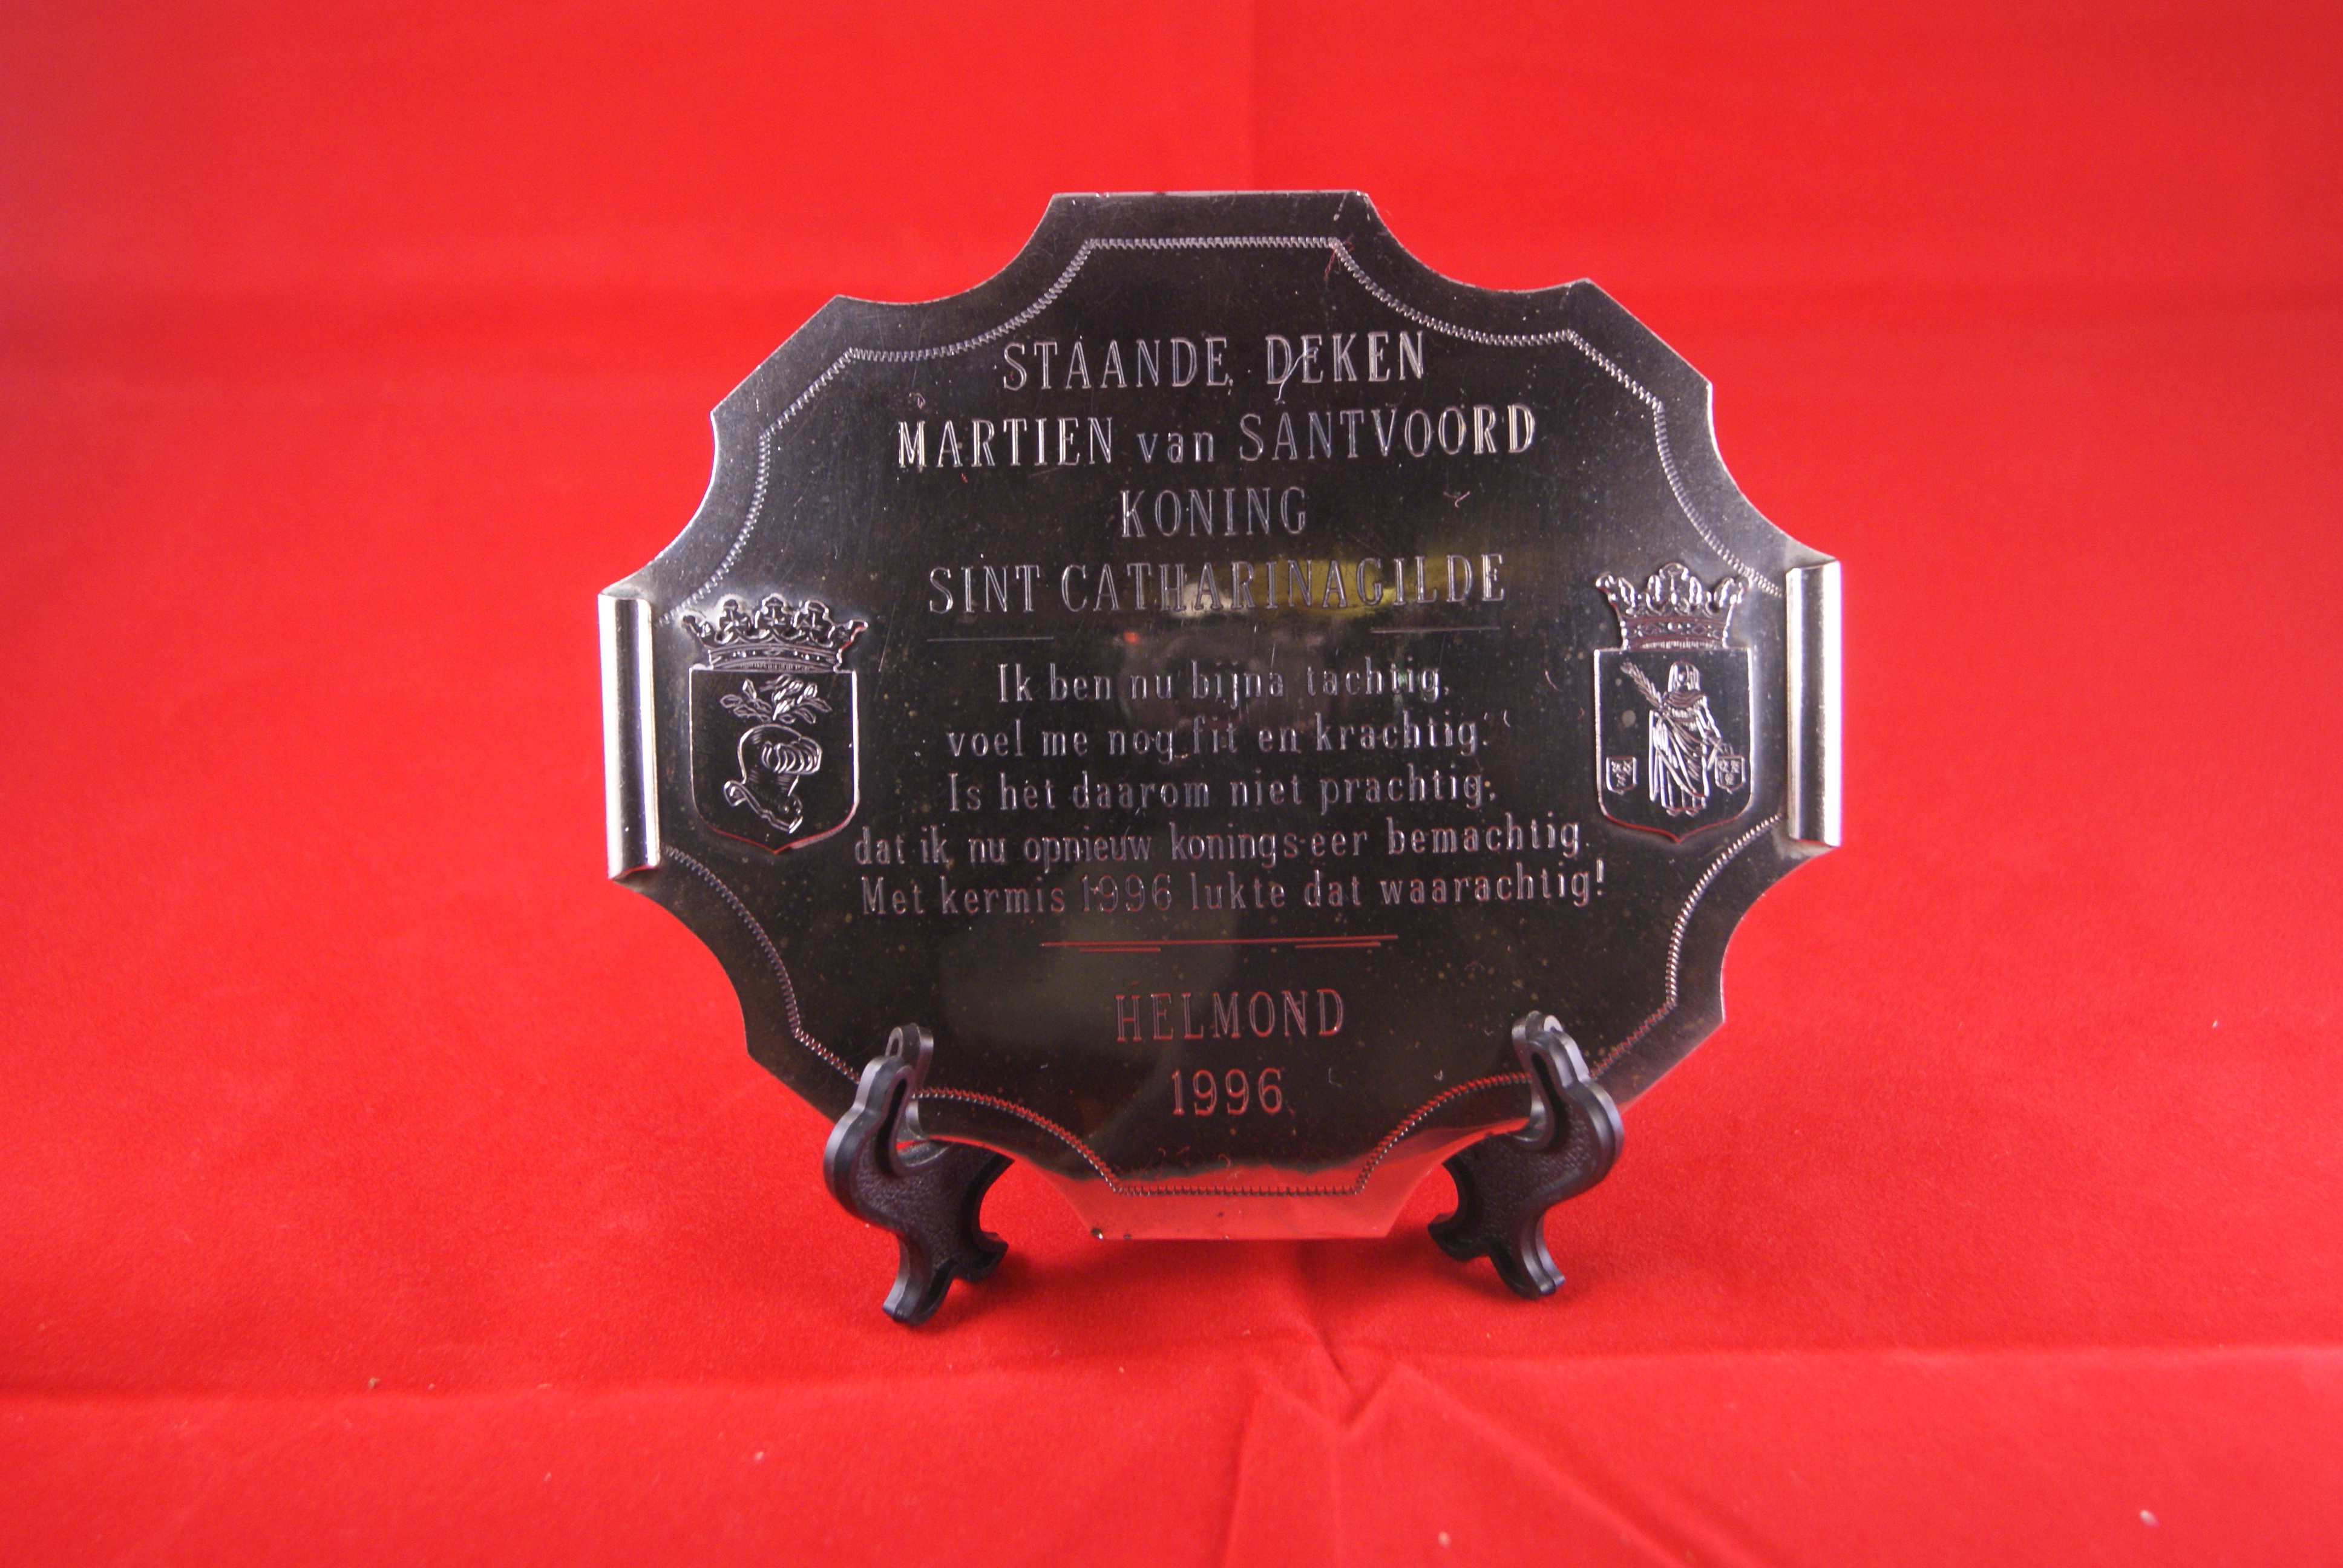 STAANDE DEKEN
MARTIEN van SANTVOORD
KONING
SINT CATHARINAGILDE
Ik ben nu bijna tachtig,
voel me nog fit en krachtig.
Is het daarom niet prachtig;
dat ik nu opnieuw konings-eer bemachtig.
Met kermis 1996 lukte dat waarachtig!
HELMOND
1996